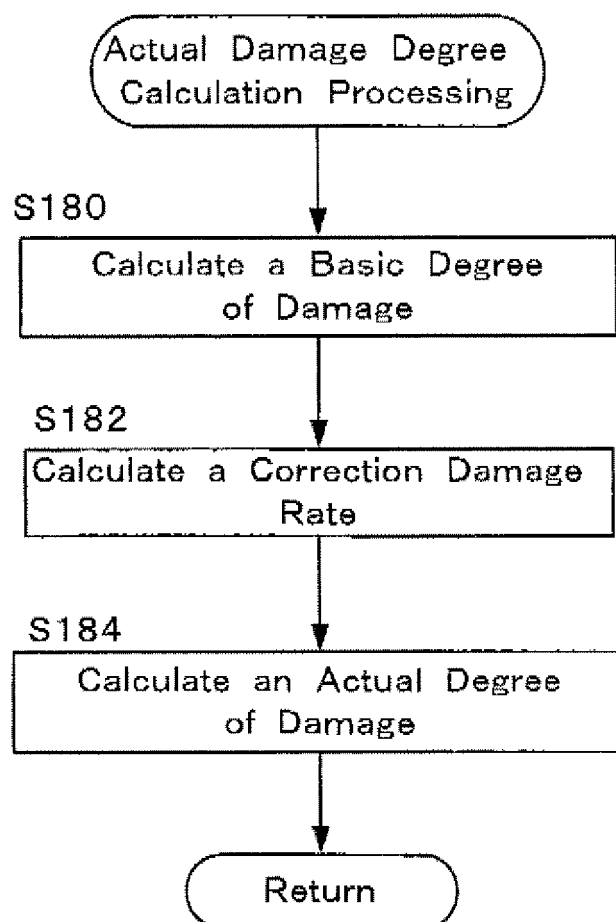 Actual Damage Degree
Calculation Processing
S180
Calculate a Basic Degree
of Damage
S182
Calculate a Correction Damage
Rate
S184
Calculate an Actual Degree
of Damage
Return